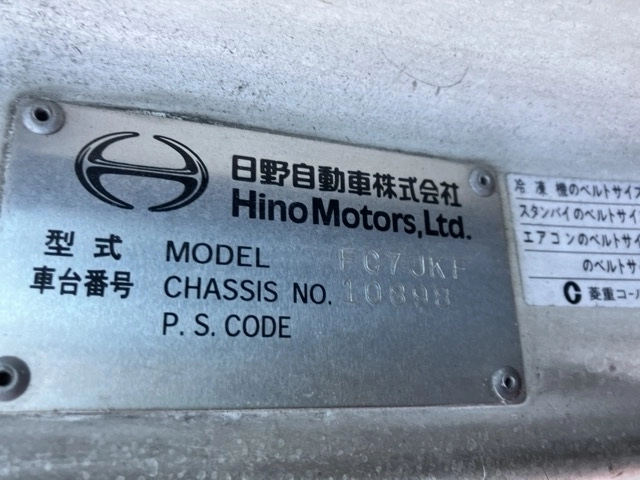 日野自動車株式会社
Hino Motors, Ltd.
型式 MODEL FC7JKF
車台番号 CHASSIS NO. 10898
P. S. CODE
冷凍機のベルトサイズ
スタンバイのベルトサイ
エアコンのベルトサイ
のベルトサ
菱重コー